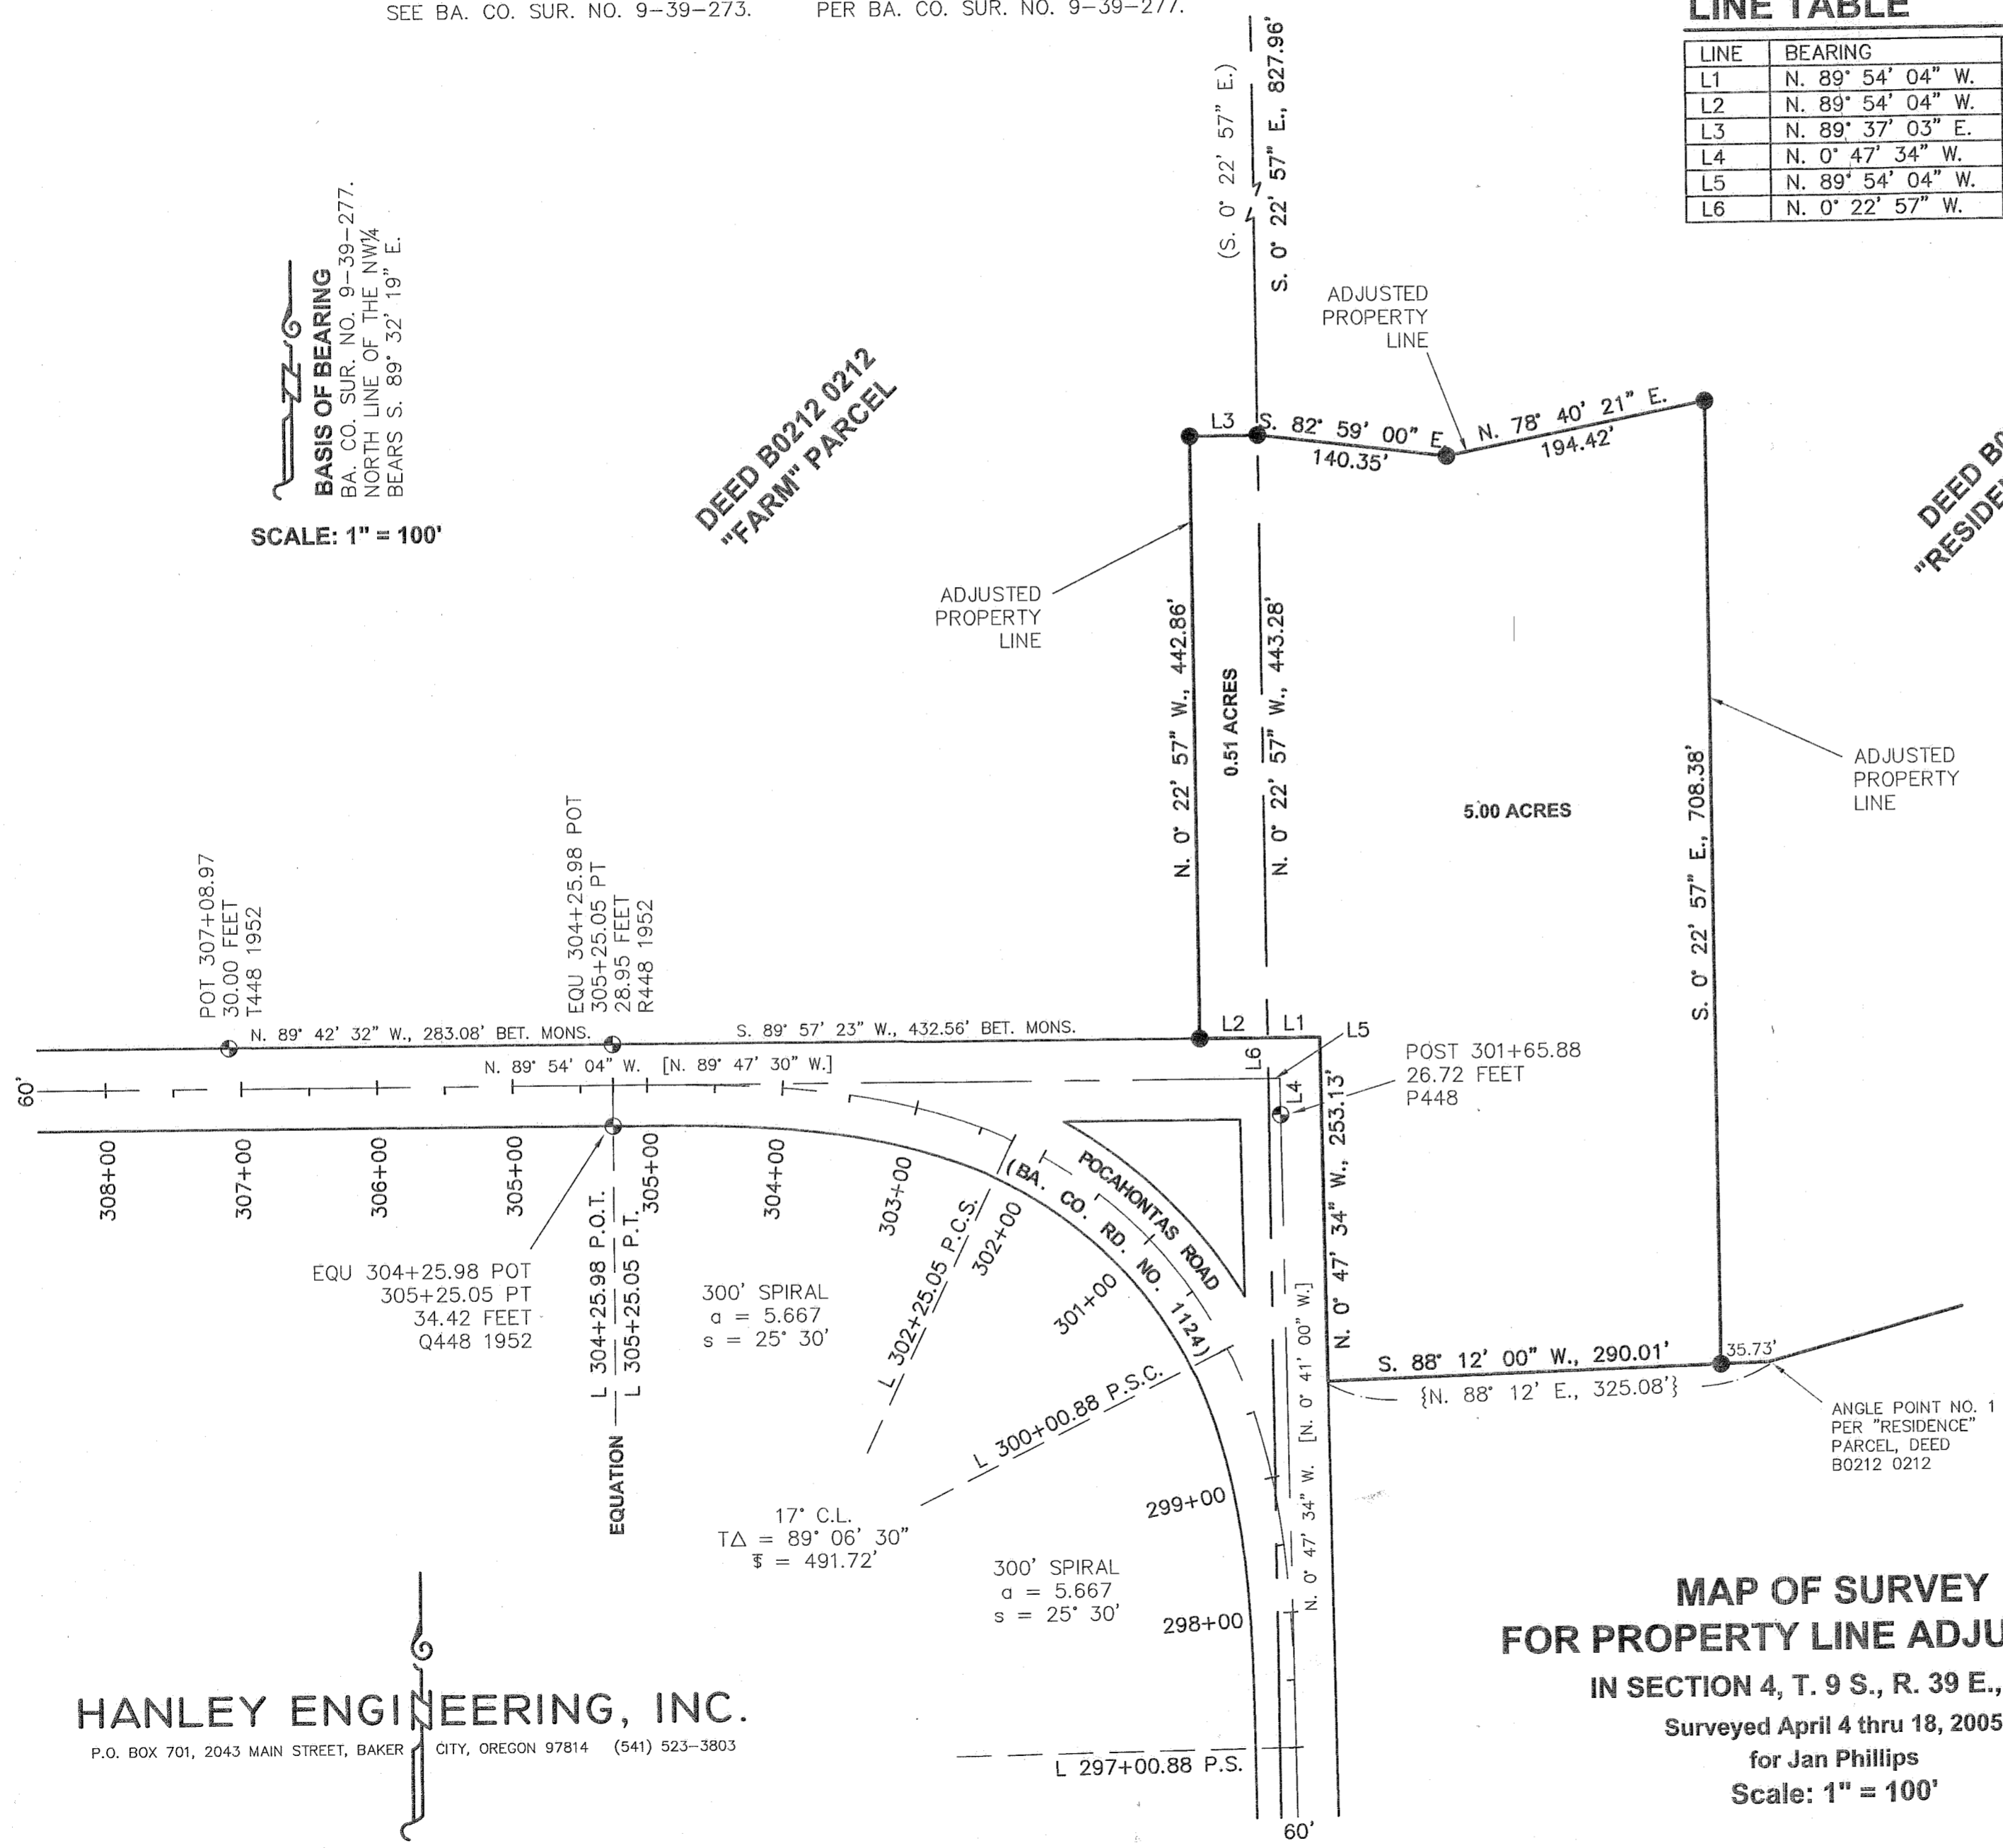 SEE BA. CO. SUR. NO. 9-39-273.
PER BA. CO. SUR. NO. 9-39-277.
LINE TABLE
LINE BEARING
L1 N. 89° 54' 04" W.
L2 N. 89° 54' 04" W.
L3 N. 89° 37' 03" E.
L4 N. 0° 47' 34" W.
L5 N. 89° 54' 04" W.
L6 N. 0° 22' 57" W.
(S. 0° 22' 57" E.)
S. 0° 22' 57" E., 827.96'
N
BASIS OF BEARING
BA. CO. SUR. NO. 9-39-277.
NORTH LINE OF THE NW¼
BEARS S. 89° 32' 19" E.
SCALE: 1" = 100'
DEED B0212 0212
"FARM" PARCEL
ADJUSTED
PROPERTY
LINE
L3
S. 82° 59' 00" E.
140.35'
N. 78° 40' 21" E.
194.42'
DEED B0
"RESIDEN
ADJUSTED
PROPERTY
LINE
N. 0° 22' 57" W., 442.86'
0.51 ACRES
N. 0° 22' 57" W., 443.28'
5.00 ACRES
S. 0° 22' 57" E., 708.38'
ADJUSTED
PROPERTY
LINE
POT 307+08.97
30.00 FEET
T448 1952
EQU 304+25.98 POT
305+25.05 PT
28.95 FEET
R448 1952
N. 89° 42' 32" W., 283.08' BET. MONS.
S. 89° 57' 23" W., 432.56' BET. MONS.
L2
L1
L5
L6
L4
N. 89° 54' 04" W. [N. 89° 47' 30" W.]
60'
POST 301+65.88
26.72 FEET
P448
N. 0° 47' 34" W., 253.13'
308+00
307+00
306+00
305+00
305+00
304+00
303+00
302+00
301+00
POCAHONTAS ROAD
(BA. CO. RD. NO. 1124)
EQU 304+25.98 POT
305+25.05 PT
34.42 FEET
Q448 1952
L 304+25.98 P.O.T.
L 305+25.05 P.T.
EQUATION
300' SPIRAL
a = 5.667
s = 25° 30'
L 302+25.05 P.C.S.
L 300+00.88 P.S.C.
N. 0° 47' 34" W. [N. 0° 41' 00" W.]
S. 88° 12' 00" W., 290.01'
35.73'
{N. 88° 12' E., 325.08'}
ANGLE POINT NO. 1
PER "RESIDENCE"
PARCEL, DEED
B0212 0212
299+00
17° C.L.
T∆ = 89° 06' 30"
= 491.72'
300' SPIRAL
a = 5.667
s = 25° 30'
298+00
L 297+00.88 P.S.
60'
HANLEY ENGINEERING, INC.
P.O. BOX 701, 2043 MAIN STREET, BAKER CITY, OREGON 97814 (541) 523-3803
MAP OF SURVEY
FOR PROPERTY LINE ADJU
IN SECTION 4, T. 9 S., R. 39 E.,
Surveyed April 4 thru 18, 2005
for Jan Phillips
Scale: 1" = 100'